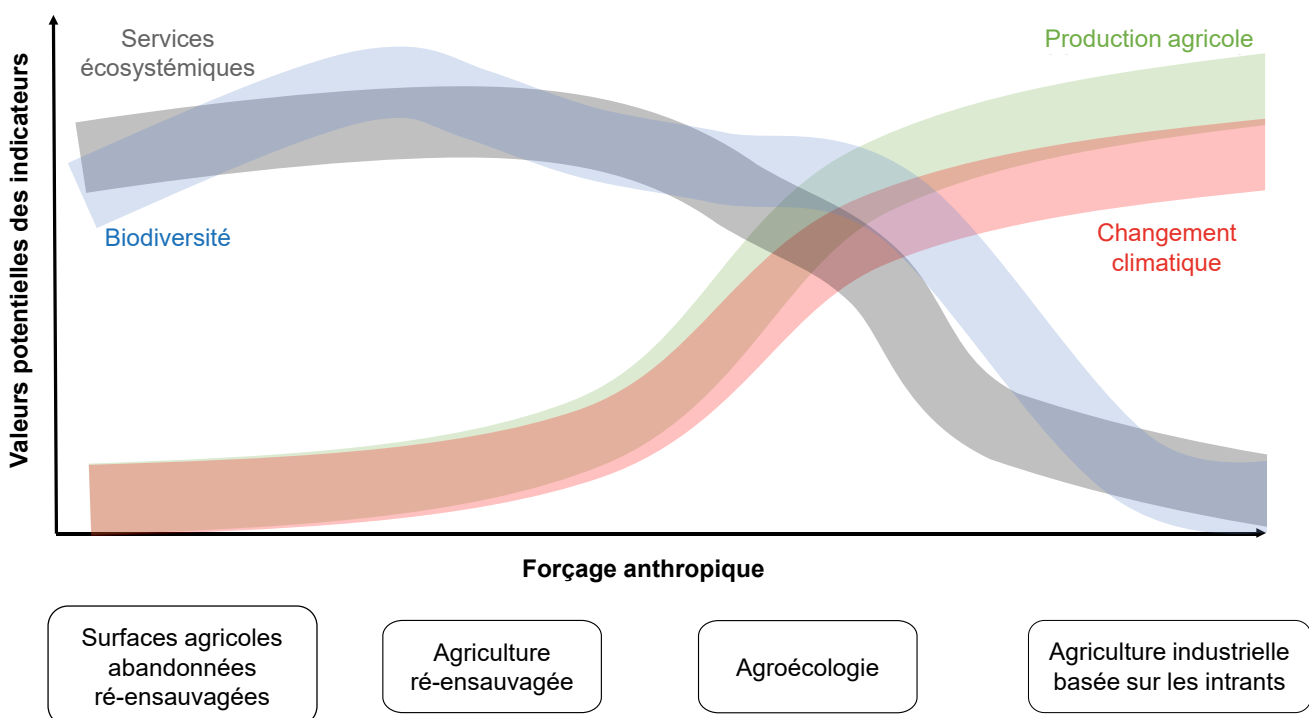 Services
écosystémiques
Production agricole
Valeurs potentielles des indicateurs
Biodiversité
Changement
climatique
Forçage anthropique
Surfaces agricoles
abandonnées
ré-ensauvagées
Agriculture
ré-ensauvagée
Agroécologie
Agriculture industrielle
basée sur les intrants